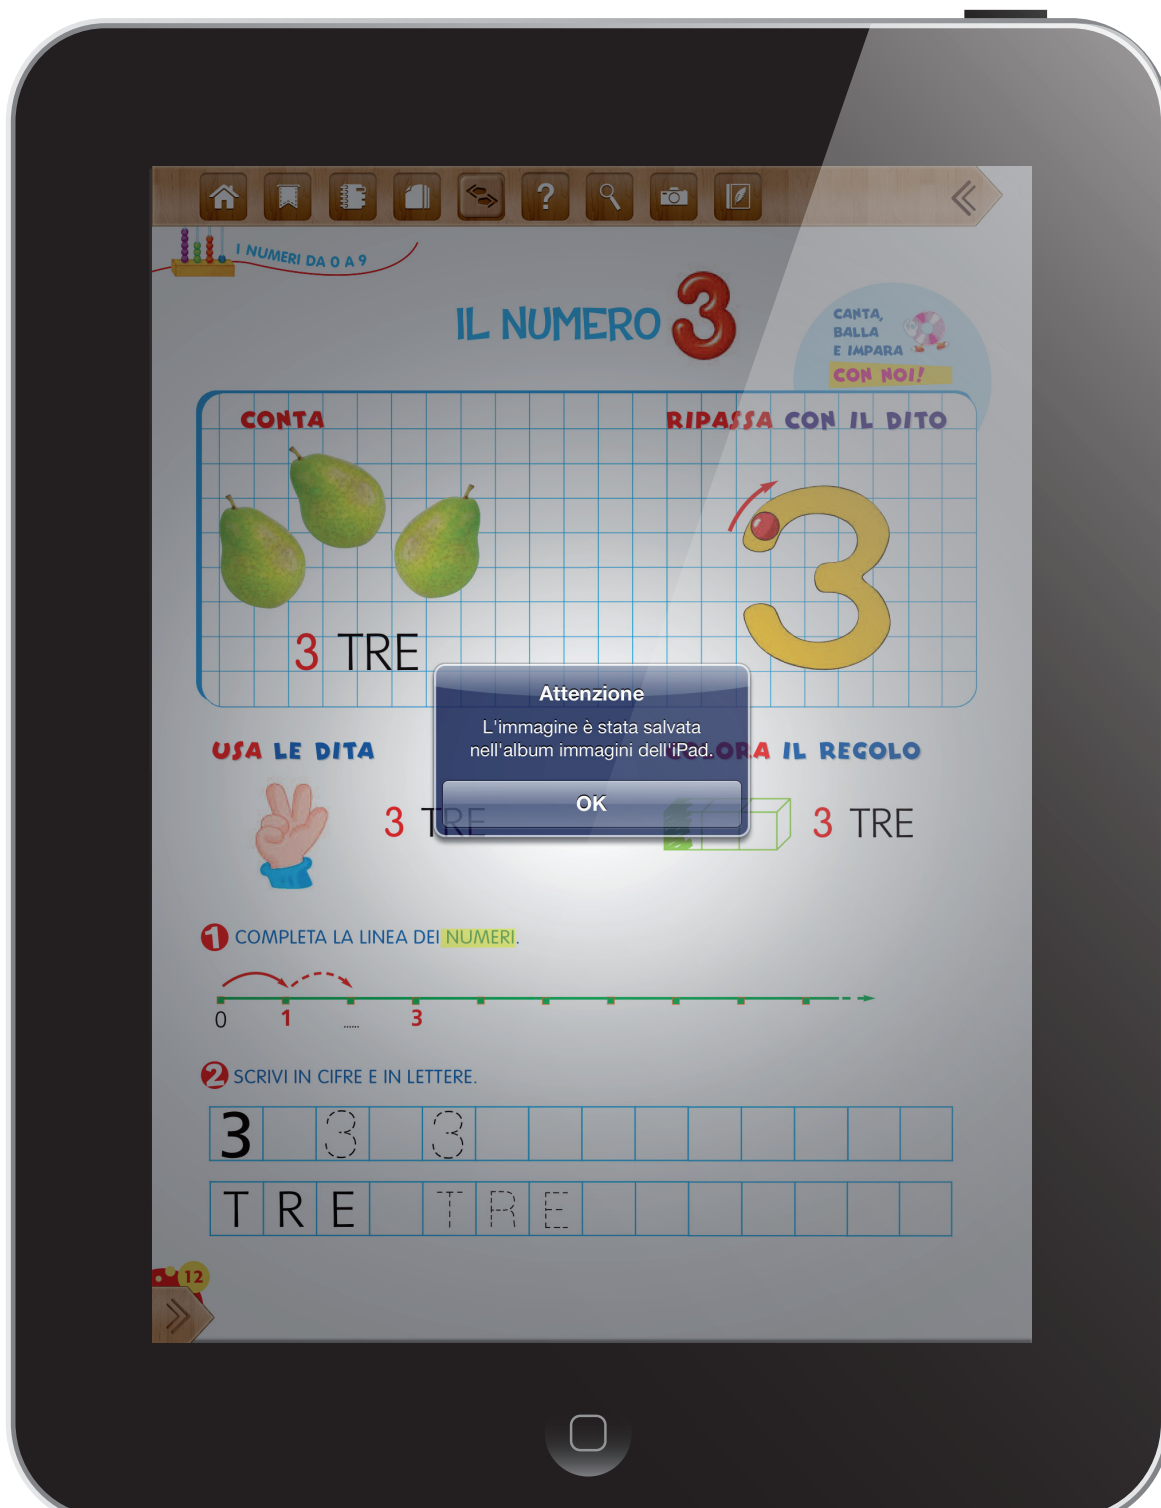 I NUMERI DA 0 A 9
IL NUMERO 3
CANTA,
BALLA
E IMPARA
CON NOI!
CONTA
RIPASSA CON IL DITO
3
3 TRE
Attenzione
L'immagine è stata salvata
nell'album immagini dell'iPad.
OK
USA LE DITA
COLORA IL REGOLO
3 TRE
3 TRE
1 COMPLETA LA LINEA DEI NUMERI.
0 1 ...... 3
2 SCRIVI IN CIFRE E IN LETTERE.
3 3 3
T R E T R E
12